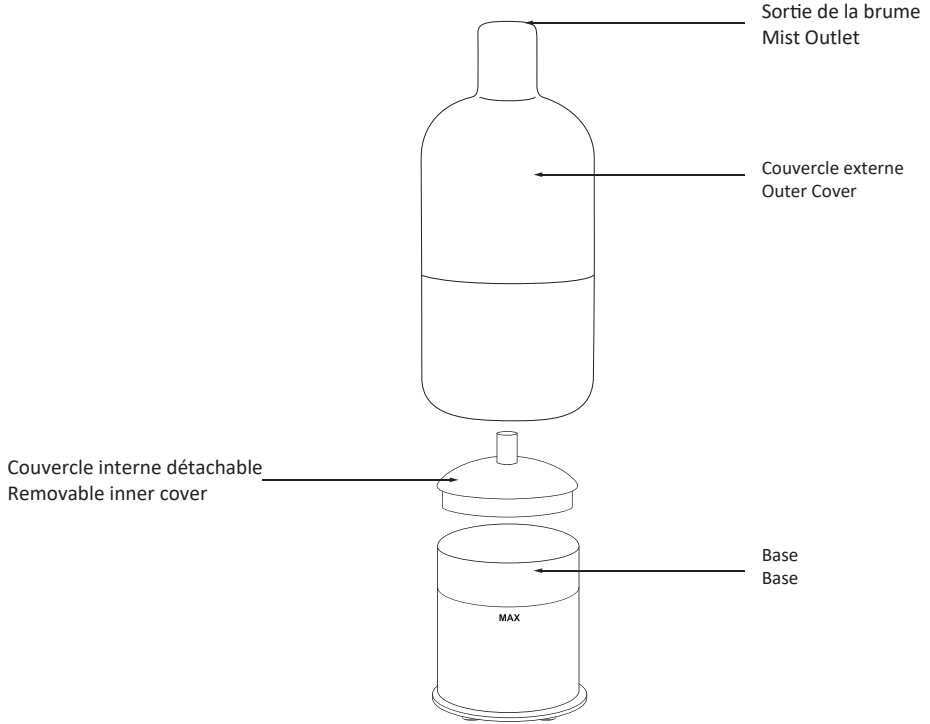 Sortie de la brume
Mist Outlet
Couvercle externe
Outer Cover
Couvercle interne détachable
Removable inner cover
Base
Base
MAX